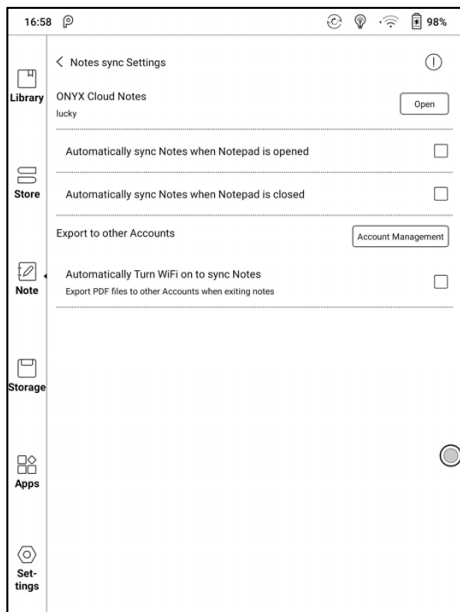 16:58
98%
Notes sync Settings
Library
ONYX Cloud Notes
lucky
Open
Automatically sync Notes when Notepad is opened
Store
Automatically sync Notes when Notepad is closed
Export to other Accounts
Account Management
Note
Automatically Turn WiFi on to sync Notes
Export PDF files to other Accounts when exiting notes
Storage
Apps
Set-
tings